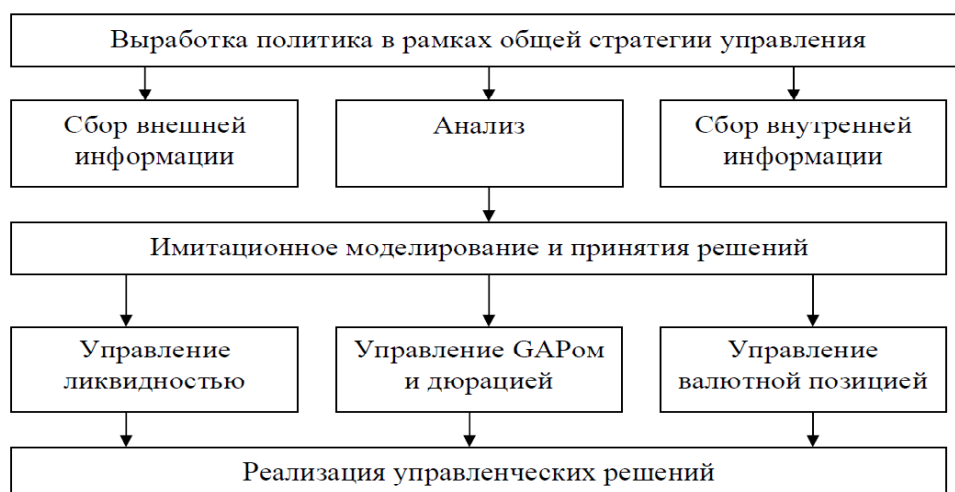 Выработка политика в рамках общей стратегии управления
Сбор внешней
информации
Анализ
Сбор внутренней
информации
Имитационное моделирование и принятия решений
Управление
ликвидностью
Управление GAPом
и дюрацией
Управление
валютной позицией
Реализация управленческих решений